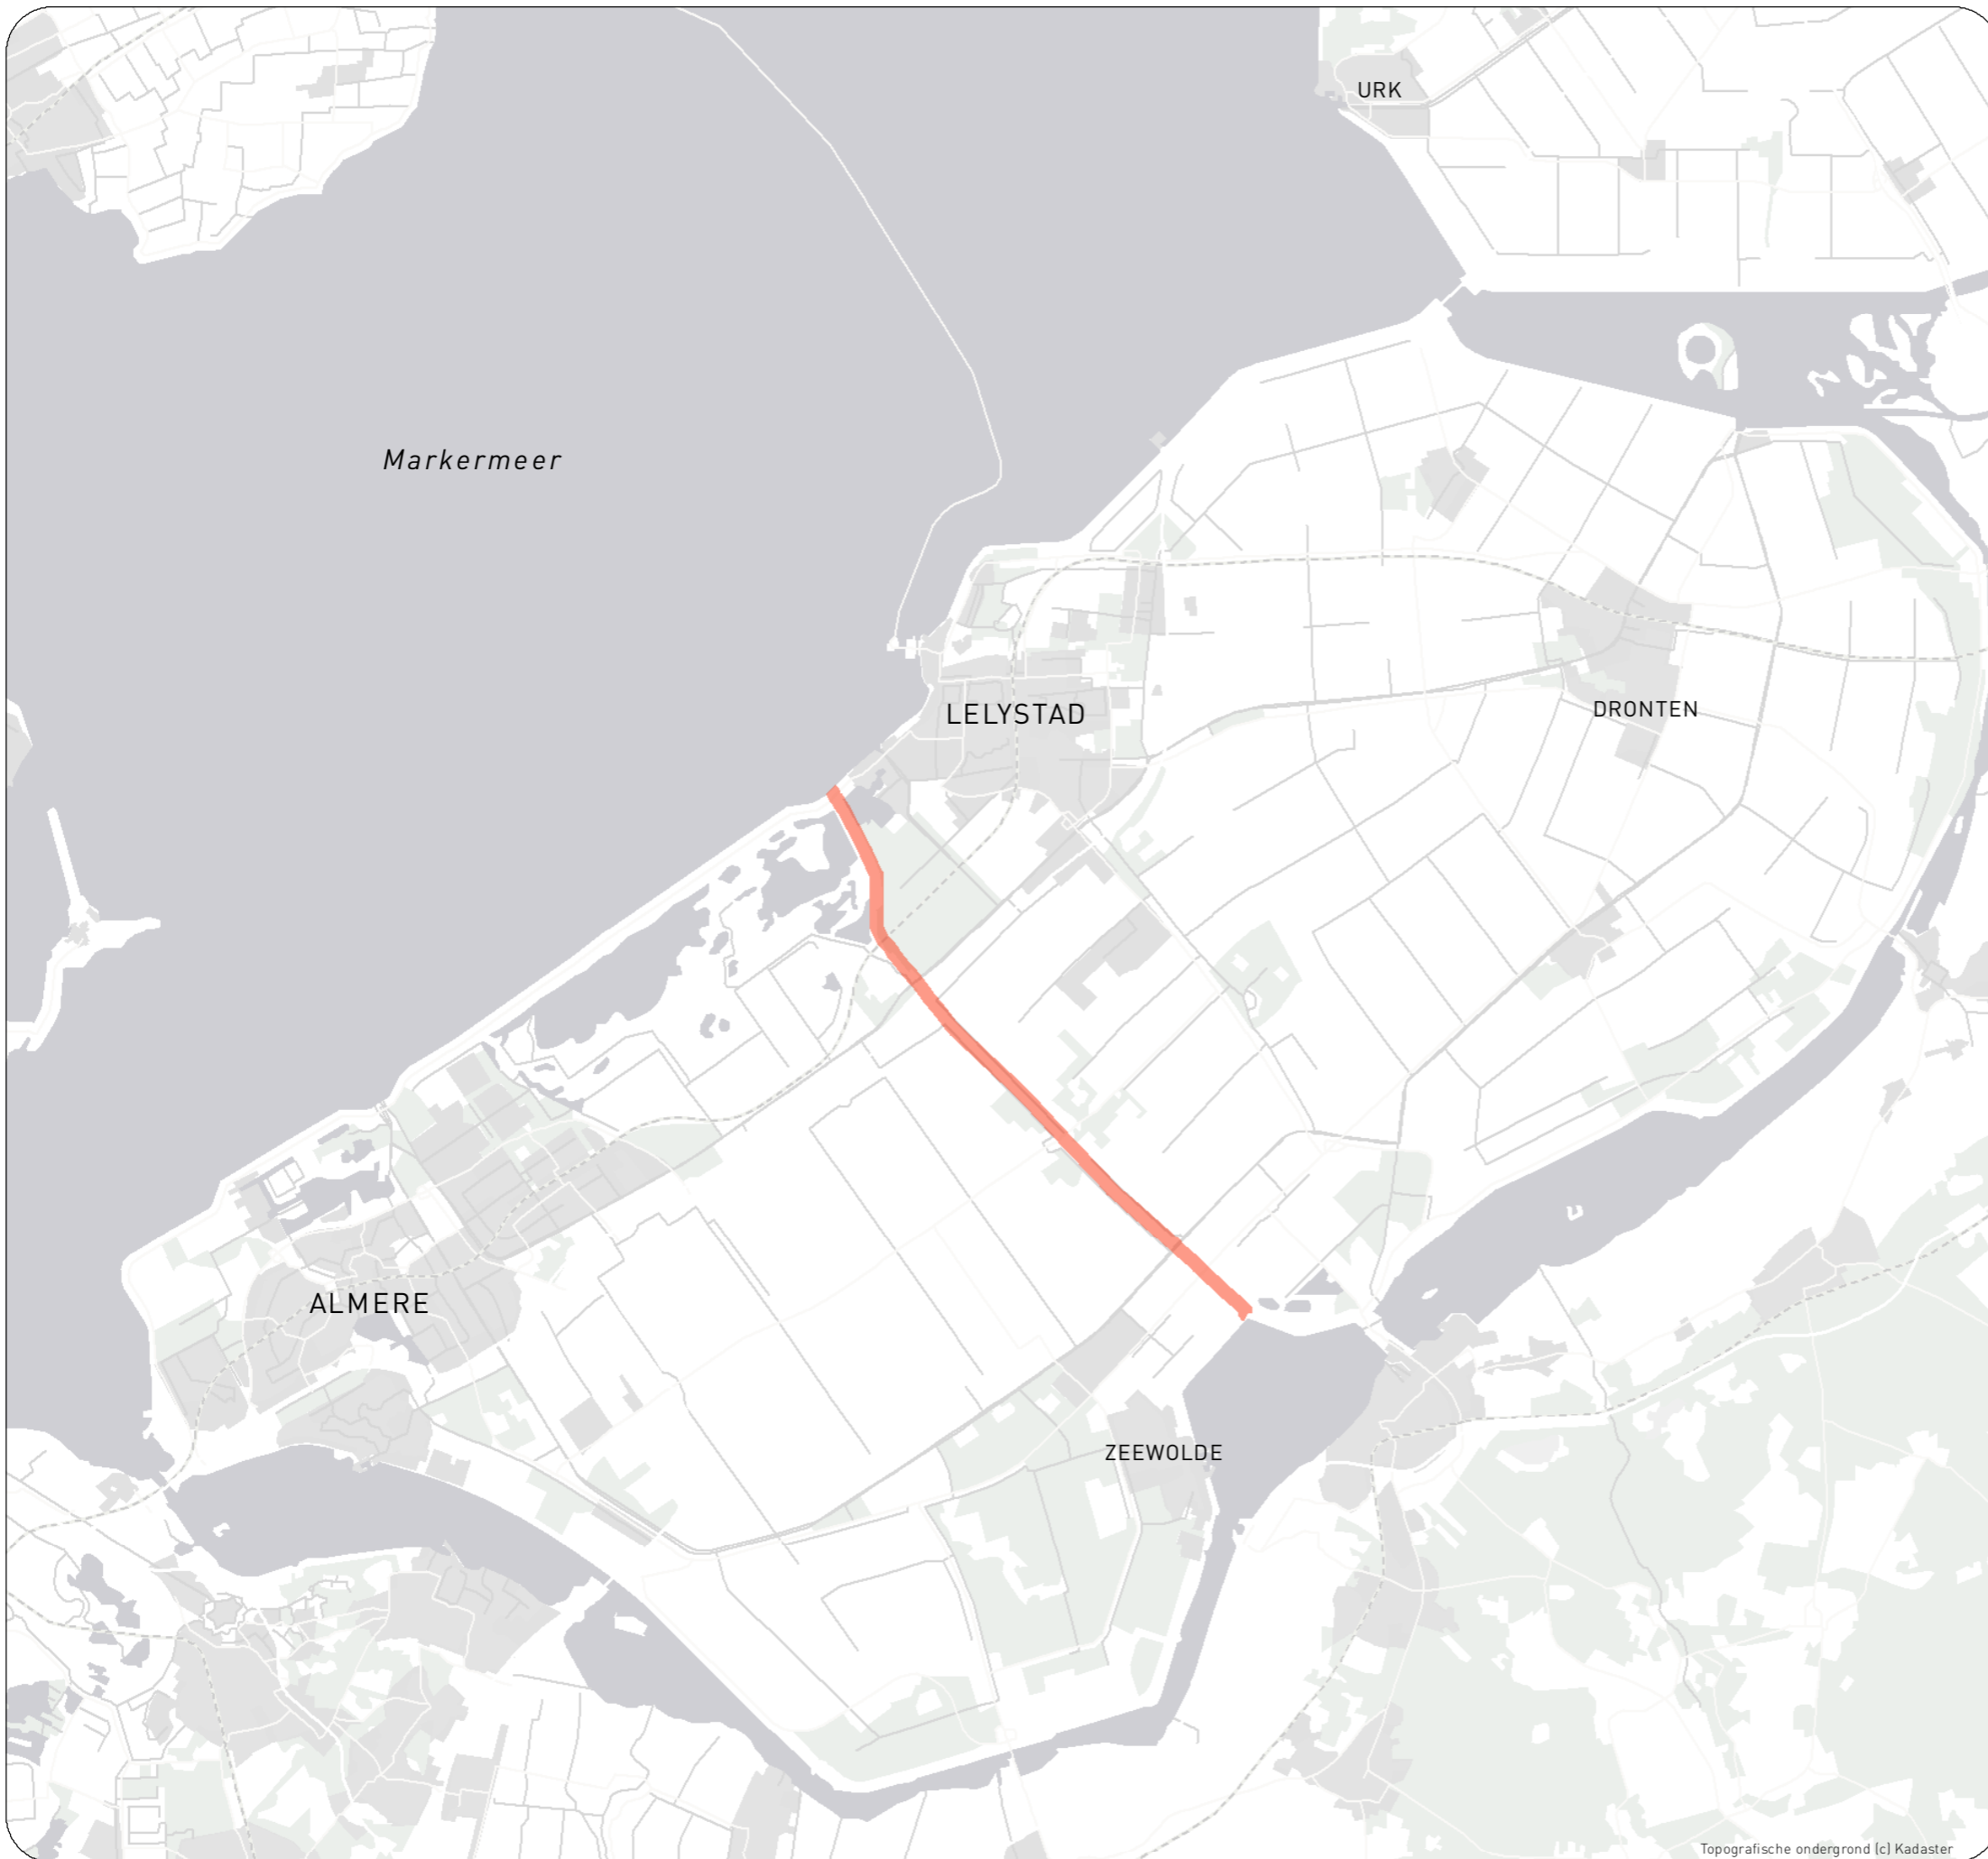 URK
Markermeer
LELYSTAD
DRONTEN
ALMERE
ZEEWOLDE
Topografische ondergrond (c) Kadaster